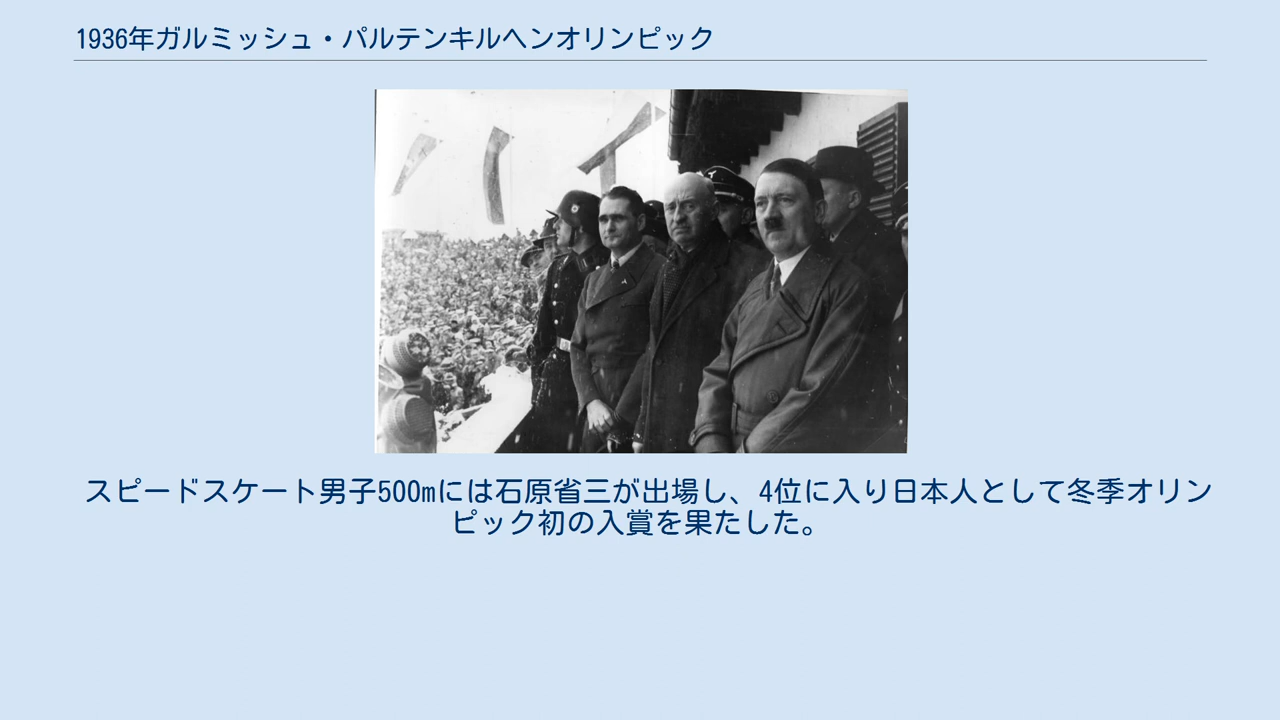 1936年ガルミッシュ・パルテンキルヘンオリンピック
スピードスケート男子500mには石原省三が出場し、4位に入り日本人として冬季オリン
ピック初の入賞を果たした。